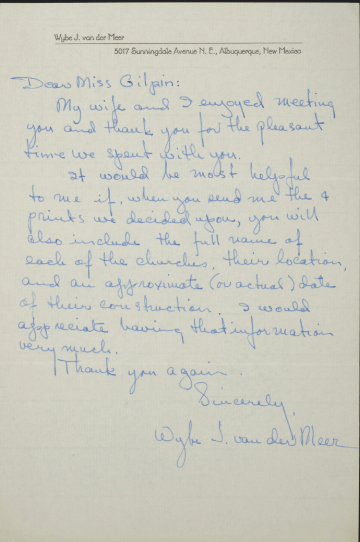 Wybe J. van der Meer
5017 Sunningdale Avenue N. E., Albuquerque, New Mexico
Dear Miss Gilpin:
My wife and I enjoyed meeting
you and thank you for the pleasant
time we spent with you.
It would be most helpful
to me if, when you send me the 4
prints we decided upon, you will
also include the full name of
each of the churches, their location,
and an approximate (or actual) date
of their construction. I would
appreciate having that information
very much.
Thank you again.
Sincerely,
Wybe J. van der Meer